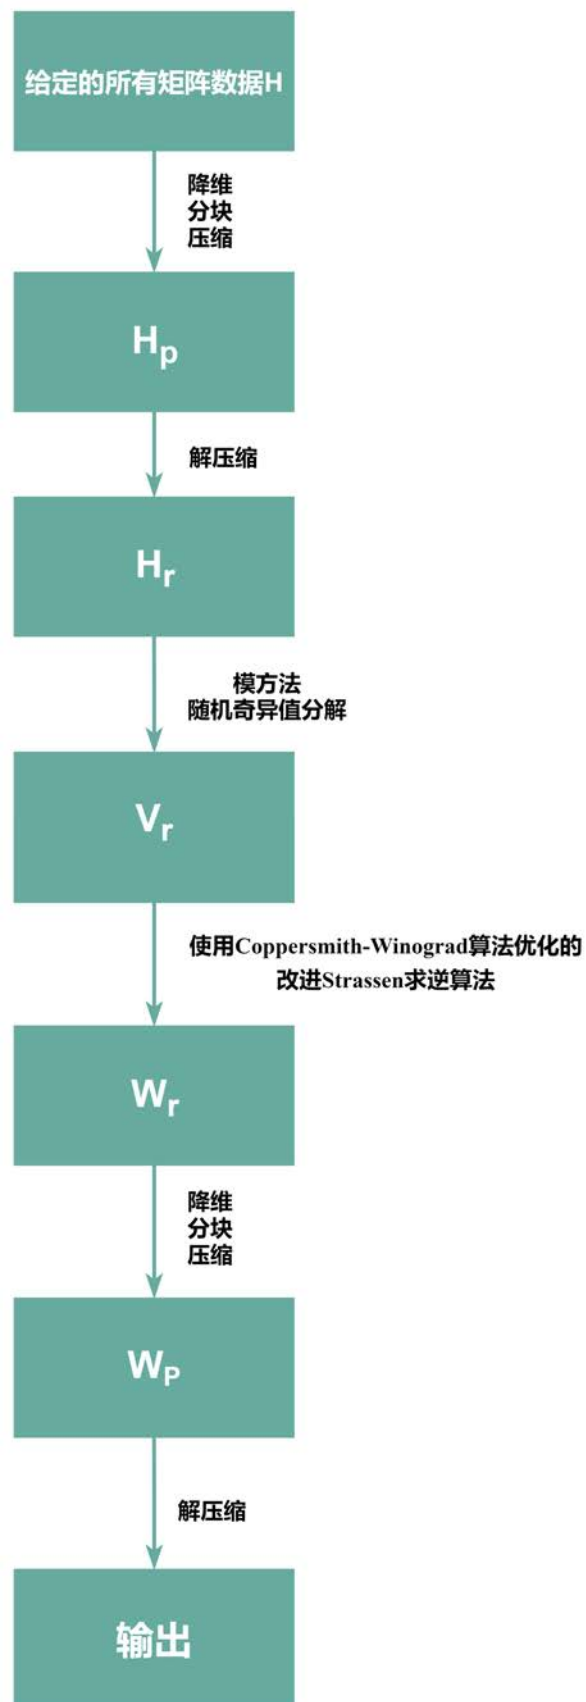 给定的所有矩阵数据H
降维
分块
压缩
Hp
解压缩
Hr
模方法
随机奇异值分解
Vr
使用Coppersmith-Winograd算法优化的
改进Strassen求逆算法
Wr
降维
分块
压缩
WP
解压缩
输出